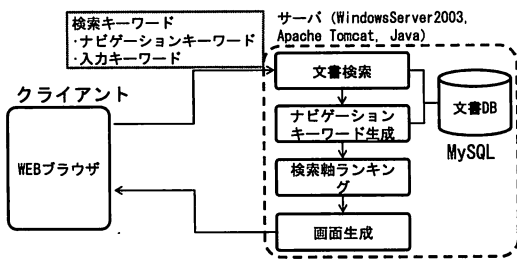 検索キーワード
・ナビゲーションキーワード
・入力キーワード
サーバ (WindowsServer2003,
Apache Tomcat, Java)
クライアント
WEBブラウザ
文書検索
ナビゲーション
キーワード生成
検索軸ランキン
グ
画面生成
文書DB
MySQL